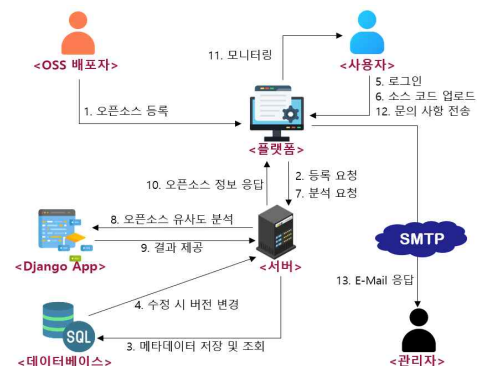 11. 모니터링
<OSS 배포자>
<사용자>
5. 로그인
6. 소스 코드 업로드
12. 문의 사항 전송
1. 오픈소스 등록
<플랫폼>
10. 오픈소스 정보 응답
2. 등록 요청
7. 분석 요청
8. 오픈소스 유사도 분석
9. 결과 제공
SMTP
<Django App>
<서버>
13. E-Mail 응답
4. 수정 시 버전 변경
SQL
3. 메타데이터 저장 및 조회
<데이터베이스>
<관리자>